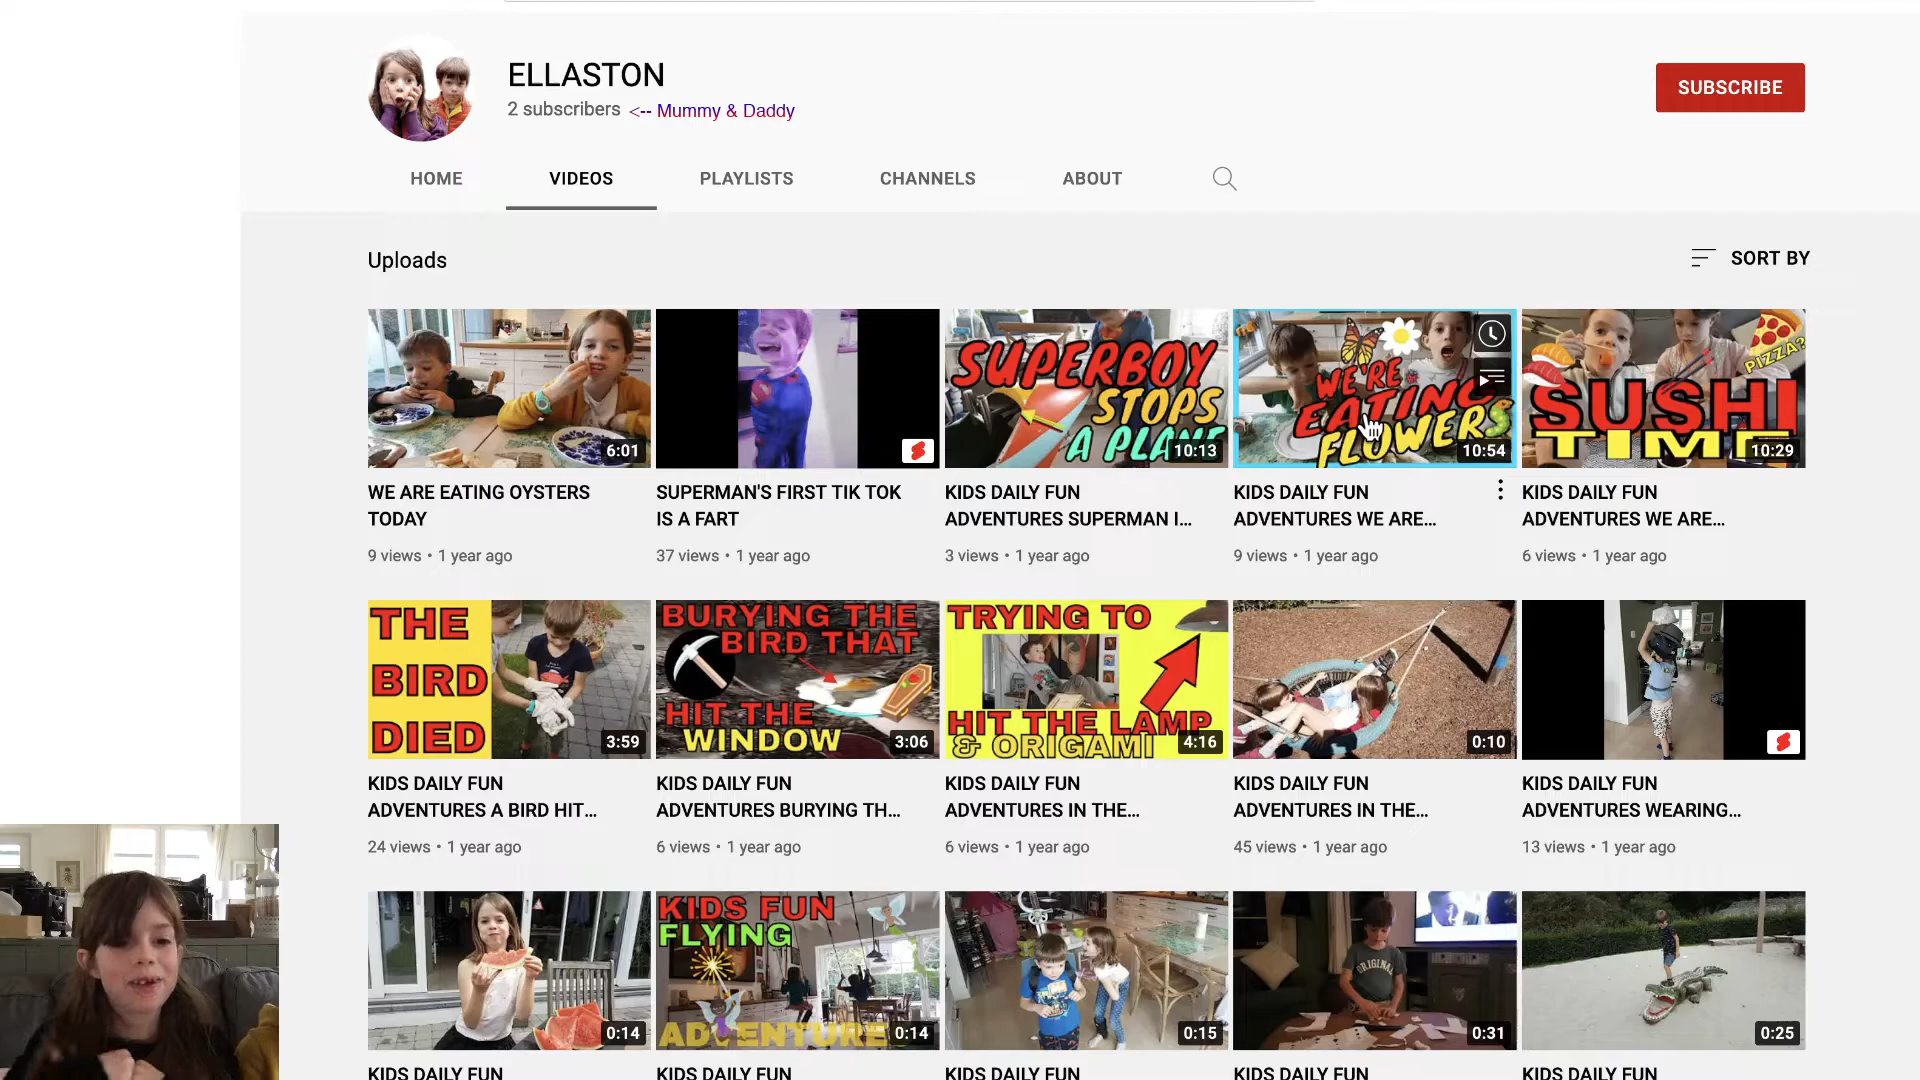 ELLASTON
2 subscribers <-- Mummy & Daddy
SUBSCRIBE
HOME
VIDEOS
PLAYLISTS
CHANNELS
ABOUT
Uploads
SORT BY
6:01
SUPERBOY
STOPS
A PLANE
10:13
WE'RE
EATING
FLOWERS
10:54
PIZZA?
SUSHI
TIME
10:29
WE ARE EATING OYSTERS
TODAY
9 views • 1 year ago
SUPERMAN'S FIRST TIK TOK
IS A FART
37 views • 1 year ago
KIDS DAILY FUN
ADVENTURES SUPERMAN I...
3 views • 1 year ago
KIDS DAILY FUN
ADVENTURES WE ARE...
9 views • 1 year ago
KIDS DAILY FUN
ADVENTURES WE ARE...
6 views • 1 year ago
THE
BIRD
DIED
3:59
BURYING THE
BIRD THAT
HIT THE
WINDOW
3:06
TRYING TO
HIT THE LAMP
& ORIGAMI
4:16
0:10
KIDS DAILY FUN
ADVENTURES A BIRD HIT...
24 views • 1 year ago
KIDS DAILY FUN
ADVENTURES BURYING TH...
6 views • 1 year ago
KIDS DAILY FUN
ADVENTURES IN THE...
6 views • 1 year ago
KIDS DAILY FUN
ADVENTURES IN THE...
45 views • 1 year ago
KIDS DAILY FUN
ADVENTURES WEARING...
13 views • 1 year ago
0:14
KIDS FUN
FLYING
ADVENTURE
0:14
0:15
ORIGINAL
0:31
0:25
KIDS DAILY FUN
KIDS DAILY FUN
KIDS DAILY FUN
KIDS DAILY FUN
KIDS DAILY FUN